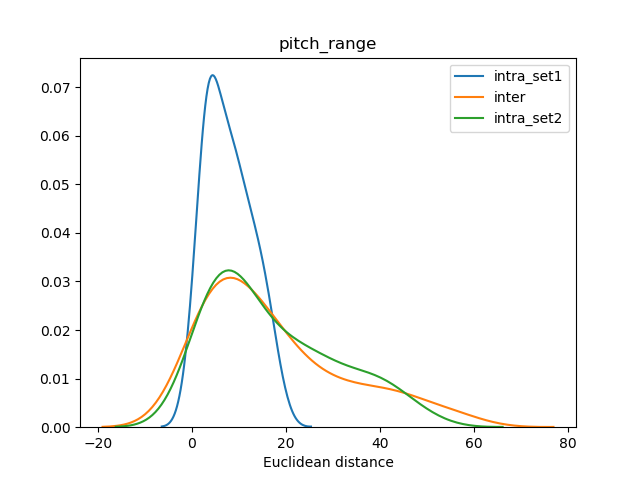 pitch_range
intra_set1
inter
intra_set2
0.07
0.06
0.05
0.04
0.03
0.02
0.01
0.00
−20 0 20 40 60 80
Euclidean distance